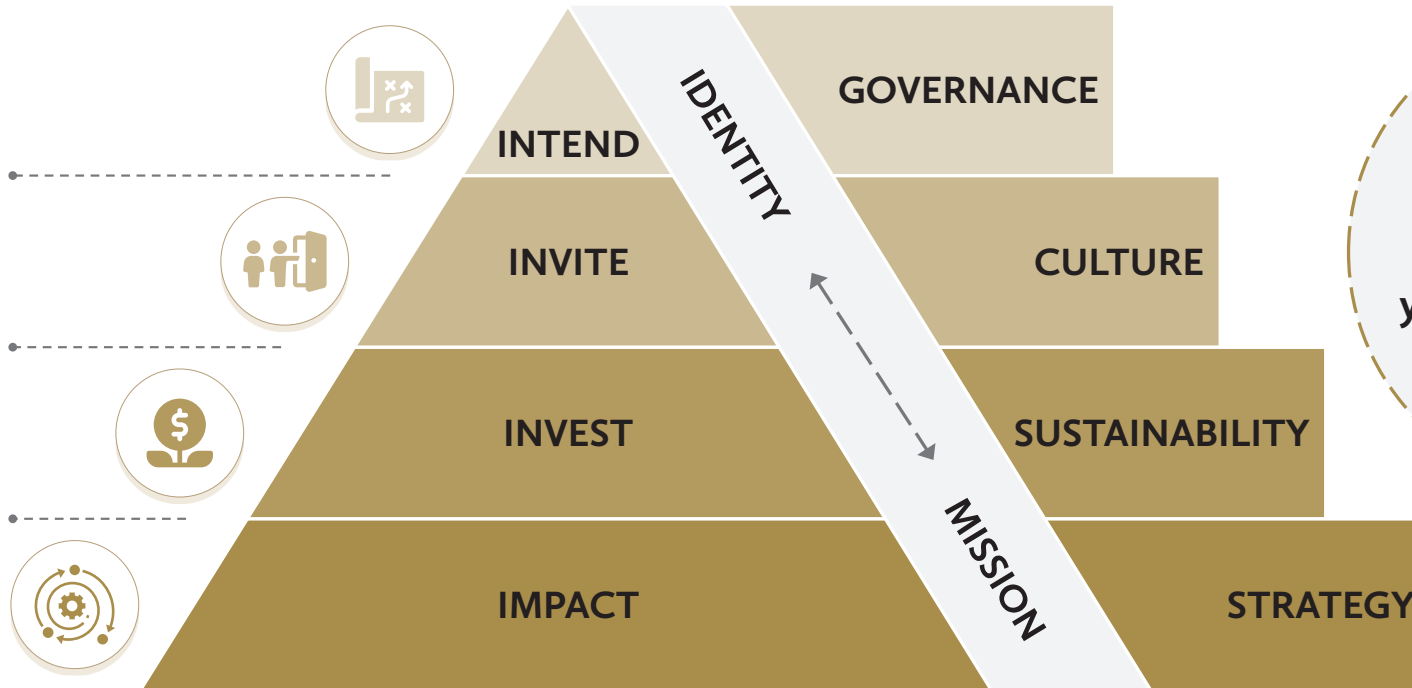 INTEND
IDENTITY
GOVERNANCE
INVITE
CULTURE
INVEST
SUSTAINABILITY
IMPACT
MISSION
STRATEGY